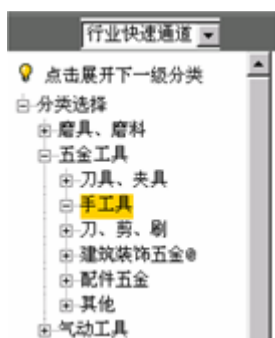 行业快速通道
点击展开下一级分类
分类选择
磨具、磨料
五金工具
刀具、夹具
手工具
刀、剪、刷
建筑装饰五金@
配件五金
其他
气动工具